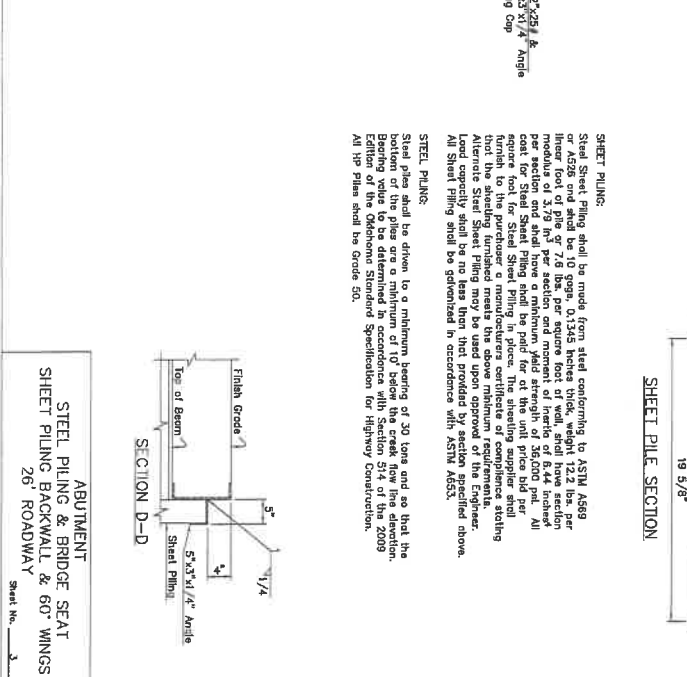 19 5/8"
SHEET PILE SECTION
3"x1/4" Angle
Cap
SHEET PILING:
Steel Sheet Piling shall be made from steel conforming to ASTM A569
or A526 and shall be 10 gage, 0.1345 inches thick, weight 12.2 lbs. per
linear foot of pile or 7.6 lbs. per square foot of wall, shall have section
modulus of 3.79 in³ per section and moment of inertia of 8.44 inches⁴
per section and shall have a minimum yield strength of 36,000 psi. All
cost for Steel Sheet Piling shall be paid for at the unit price bid per
square foot for Steel Sheet Piling in place. The sheeting supplier shall
furnish to the purchaser a manufacturers certificate of compliance stating
that the sheeting furnished meets the above minimum requirements.
Alternate Steel Sheet Piling may be used upon approval of the Engineer.
Load capacity shall be no less than that provided by section specified above.
All Sheet Piling shall be galvanized in accordance with ASTM A653.
STEEL PILING:
Steel piles shall be driven to a minimum bearing of 30 tons and so that the
bottom of the piles are a minimum of 10' below the creek flow line elevation.
Bearing value to be determined in accordance with Section 514 of the 2009
Edition of the Oklahoma Standard Specification for Highway Construction.
All HP Piles shall be Grade 50.
Finish Grade
Top of Beam
5"
4"
1/4
5"x3"x1/4" Angle
Sheet Piling
SECTION D-D
ABUTMENT
STEEL PILING & BRIDGE SEAT
SHEET PILING BACKWALL & 60° WINGS
26' ROADWAY
Sheet No. 3